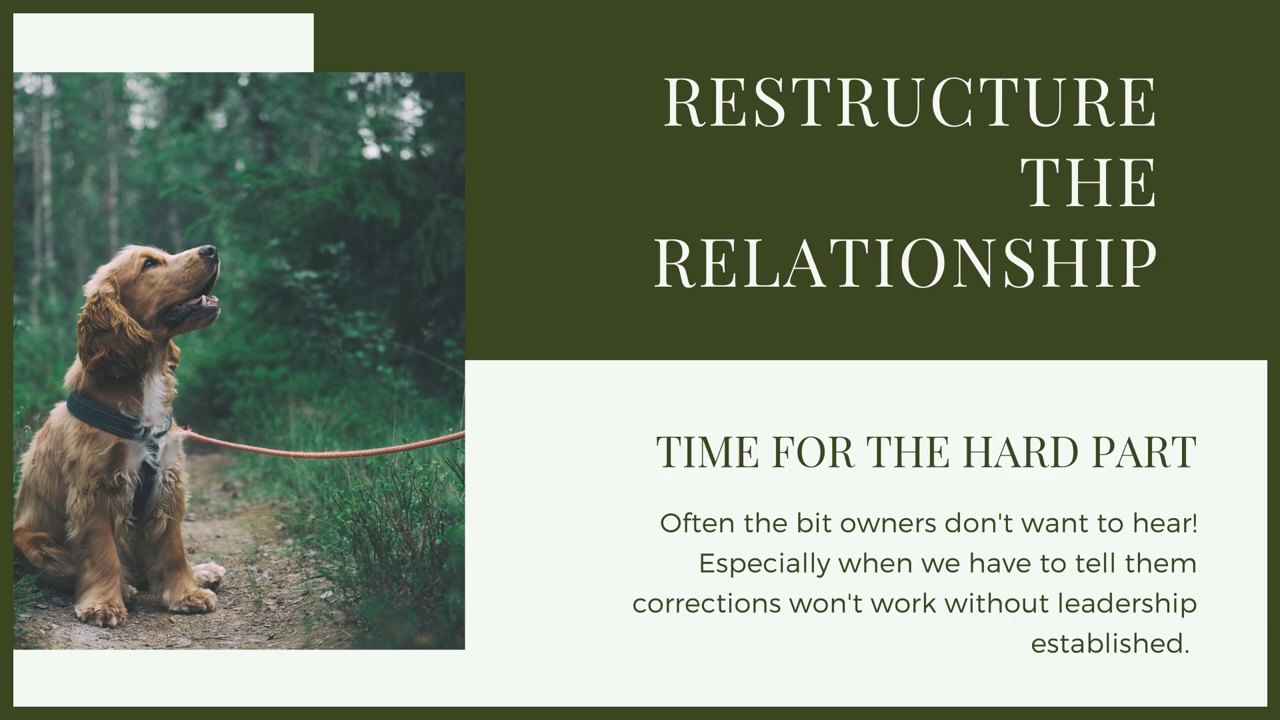 RESTRUCTURE
THE
RELATIONSHIP
TIME FOR THE HARD PART
Often the bit owners don't want to hear!
Especially when we have to tell them
corrections won't work without leadership
established.